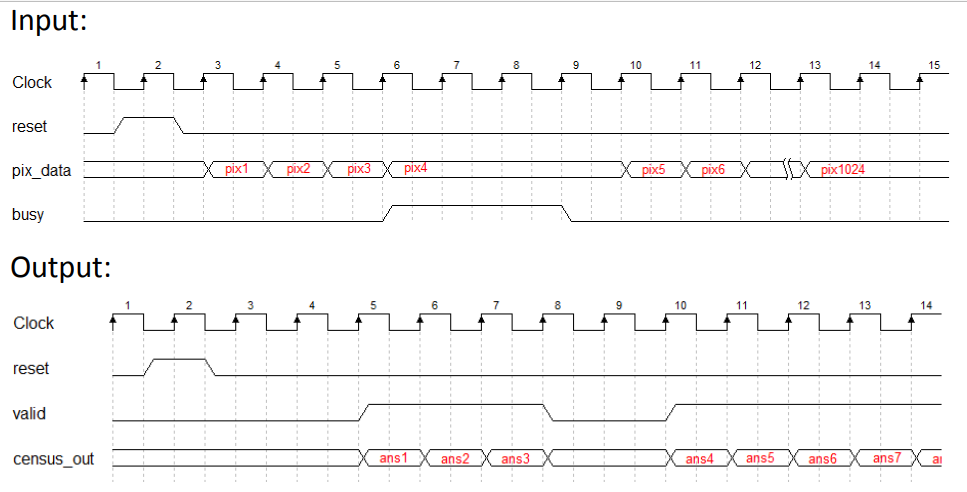 Input:
1 2 3 4 5 6 7 8 9 10 11 12 13 14 15
Clock
reset
pix_data pix1 pix2 pix3 pix4 pix5 pix6 pix1024
busy
Output:
1 2 3 4 5 6 7 8 9 10 11 12 13 14
Clock
reset
valid
census_out ans1 ans2 ans3 ans4 ans5 ans6 ans7